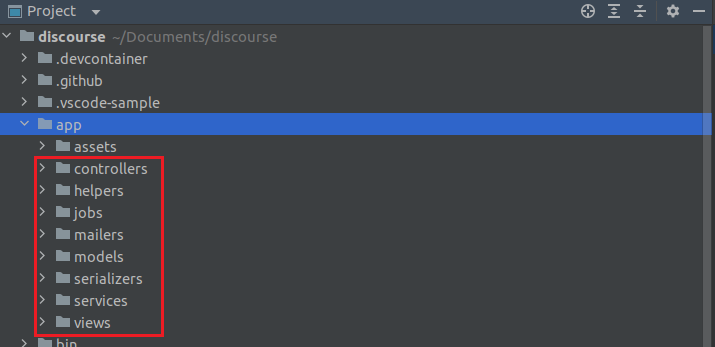 Project
discourse ~/Documents/discourse
.devcontainer
.github
.vscode-sample
app
assets
controllers
helpers
jobs
mailers
models
serializers
services
views
bin